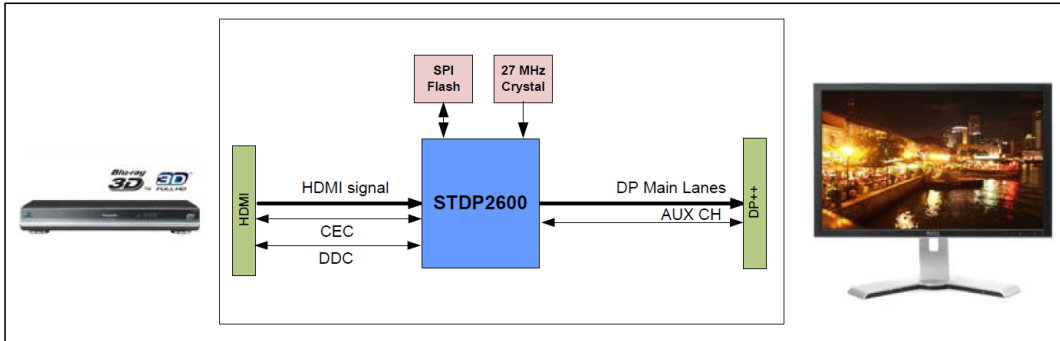 Blu-ray
3D
3D
FULL HD
SPI
Flash
27 MHz
Crystal
HDMI
HDMI signal
CEC
DDC
STDP2600
DP Main Lanes
AUX CH
DP++
DELL